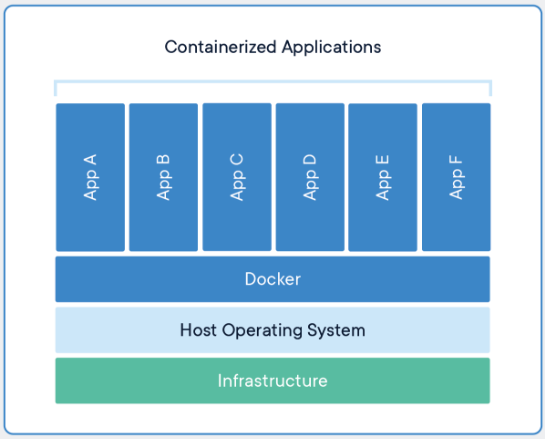 Containerized Applications
App A
App B
App C
App D
App E
App F
Docker
Host Operating System
Infrastructure